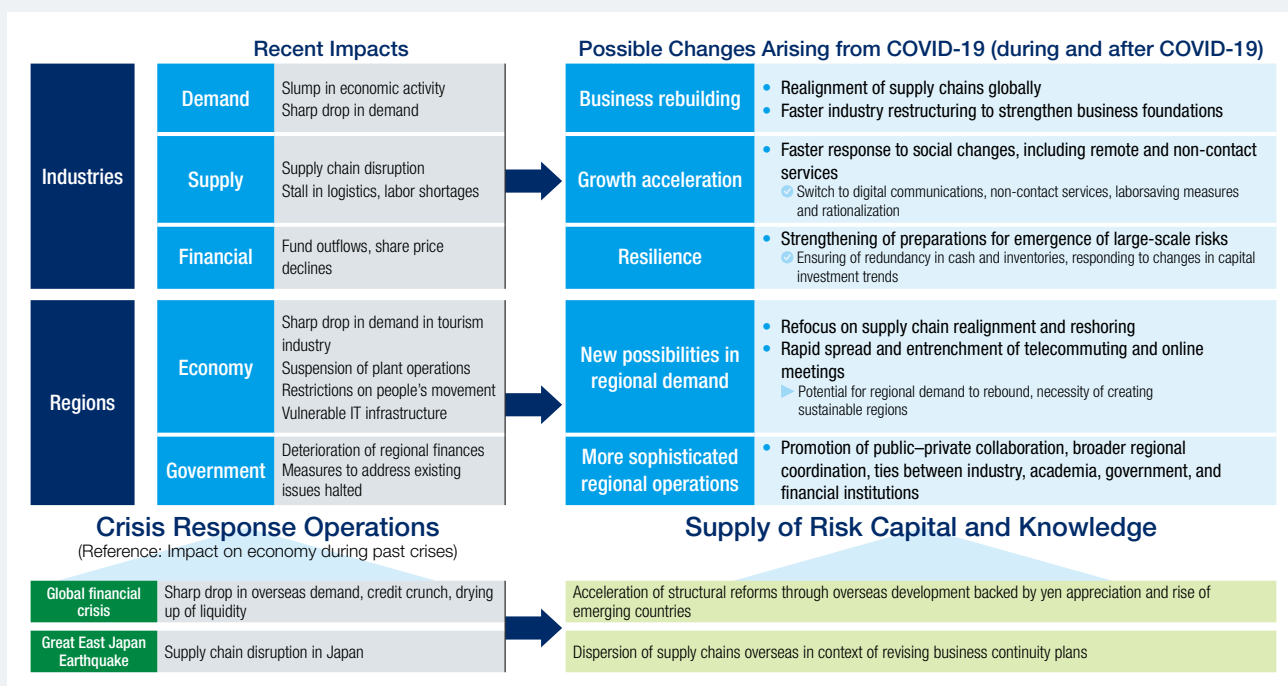 Recent Impacts
Possible Changes Arising from COVID-19 (during and after COVID-19)
Industries
Demand
Slump in economic activity
Sharp drop in demand
Supply
Supply chain disruption
Stall in logistics, labor shortages
Financial
Fund outflows, share price
declines
Business rebuilding
• Realignment of supply chains globally
• Faster industry restructuring to strengthen business foundations
Growth acceleration
• Faster response to social changes, including remote and non-contact
services
Switch to digital communications, non-contact services, laborsaving measures
and rationalization
Resilience
• Strengthening of preparations for emergence of large-scale risks
Ensuring of redundancy in cash and inventories, responding to changes in capital
investment trends
Regions
Economy
Sharp drop in demand in tourism
industry
Suspension of plant operations
Restrictions on people's movement
Vulnerable IT infrastructure
Government
Deterioration of regional finances
Measures to address existing
issues halted
New possibilities in
regional demand
• Refocus on supply chain realignment and reshoring
• Rapid spread and entrenchment of telecommuting and online
meetings
Potential for regional demand to rebound, necessity of creating
sustainable regions
More sophisticated
regional operations
• Promotion of public–private collaboration, broader regional
coordination, ties between industry, academia, government, and
financial institutions
Crisis Response Operations
(Reference: Impact on economy during past crises)
Supply of Risk Capital and Knowledge
Global financial
crisis
Sharp drop in overseas demand, credit crunch, drying
up of liquidity
Acceleration of structural reforms through overseas development backed by yen appreciation and rise of
emerging countries
Great East Japan
Earthquake
Supply chain disruption in Japan
Dispersion of supply chains overseas in context of revising business continuity plans